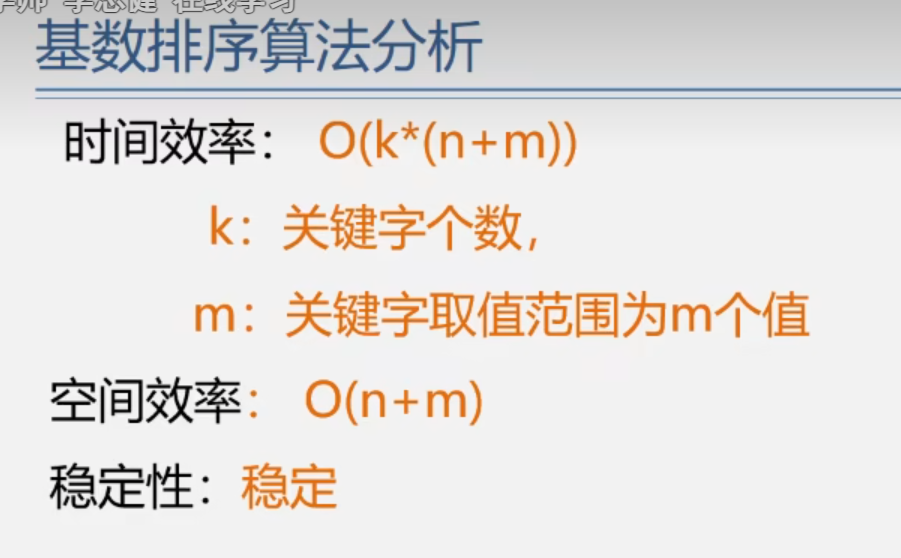 基数排序算法分析
时间效率： O(k*(n+m))
k：关键字个数，
m：关键字取值范围为m个值
空间效率： O(n+m)
稳定性：稳定